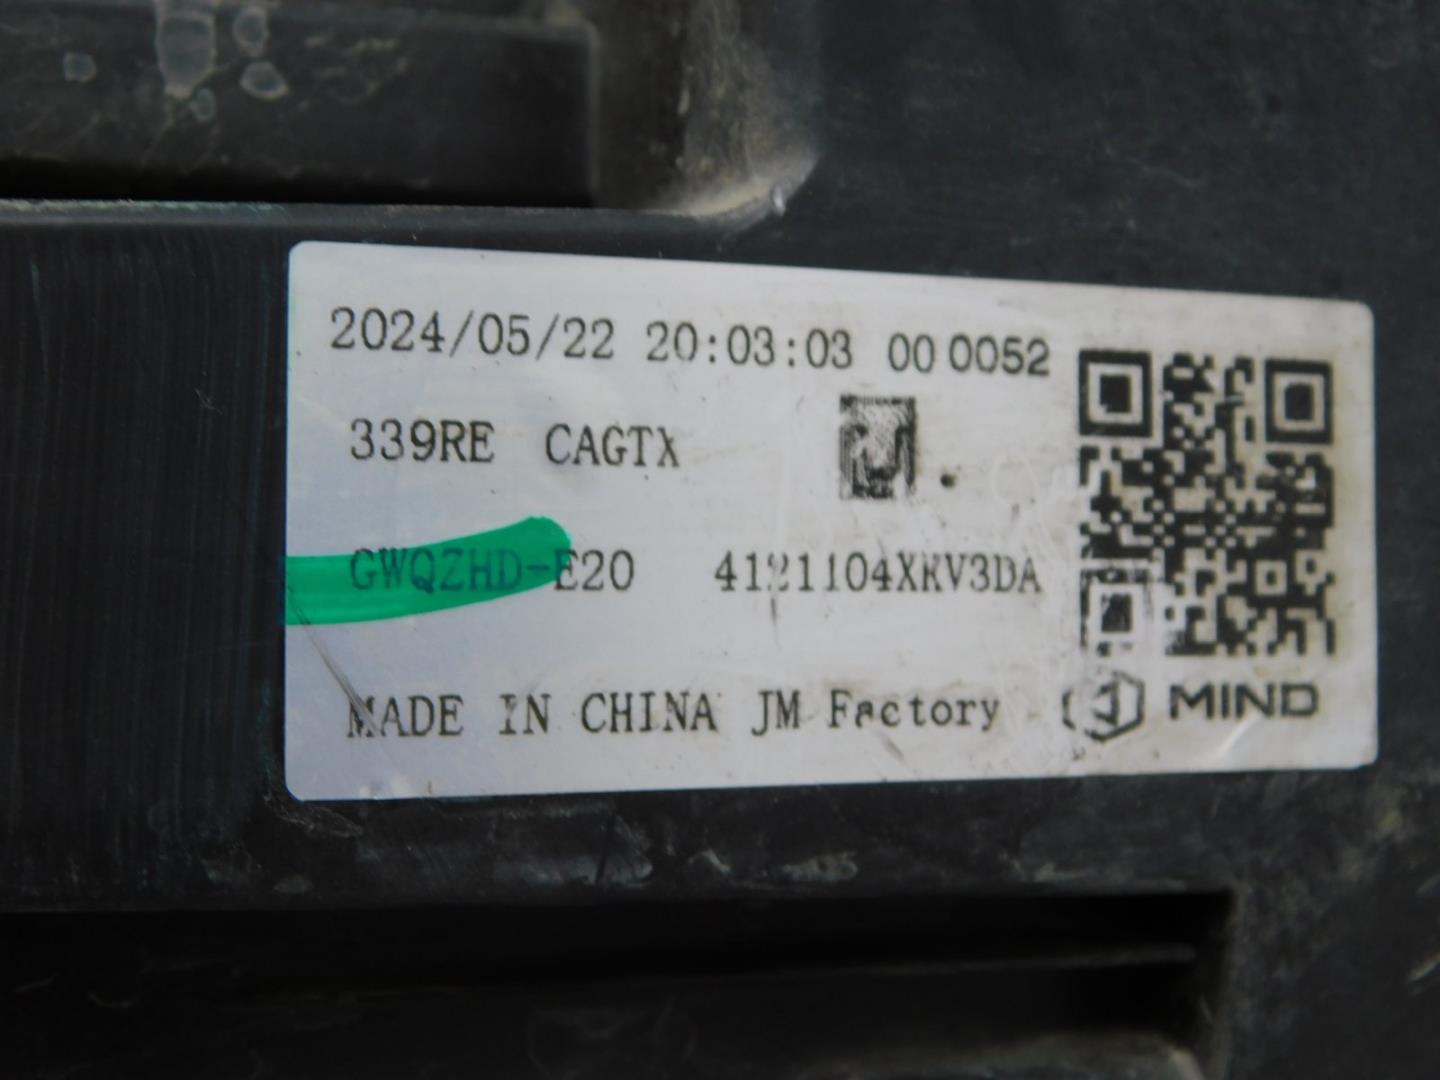 2024/05/22 20:03:03 00 0052
339RE CAGTX
GWQZHD-E20 4121104XKV3DA
MADE IN CHINA JM Factory MIND